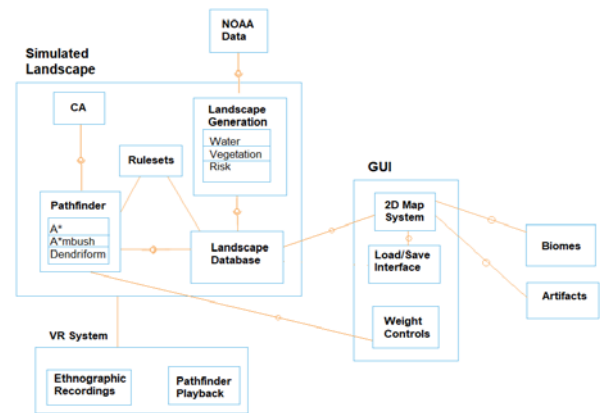 NOAA
Data
Simulated
Landscape
CA
Landscape
Generation
Water
Vegetation
Risk
Rulesets
Pathfinder
A*
A*mbush
Dendriform
Landscape
Database
GUI
2D Map
System
Load/Save
Interface
Weight
Controls
Biomes
Artifacts
VR System
Ethnographic
Recordings
Pathfinder
Playback